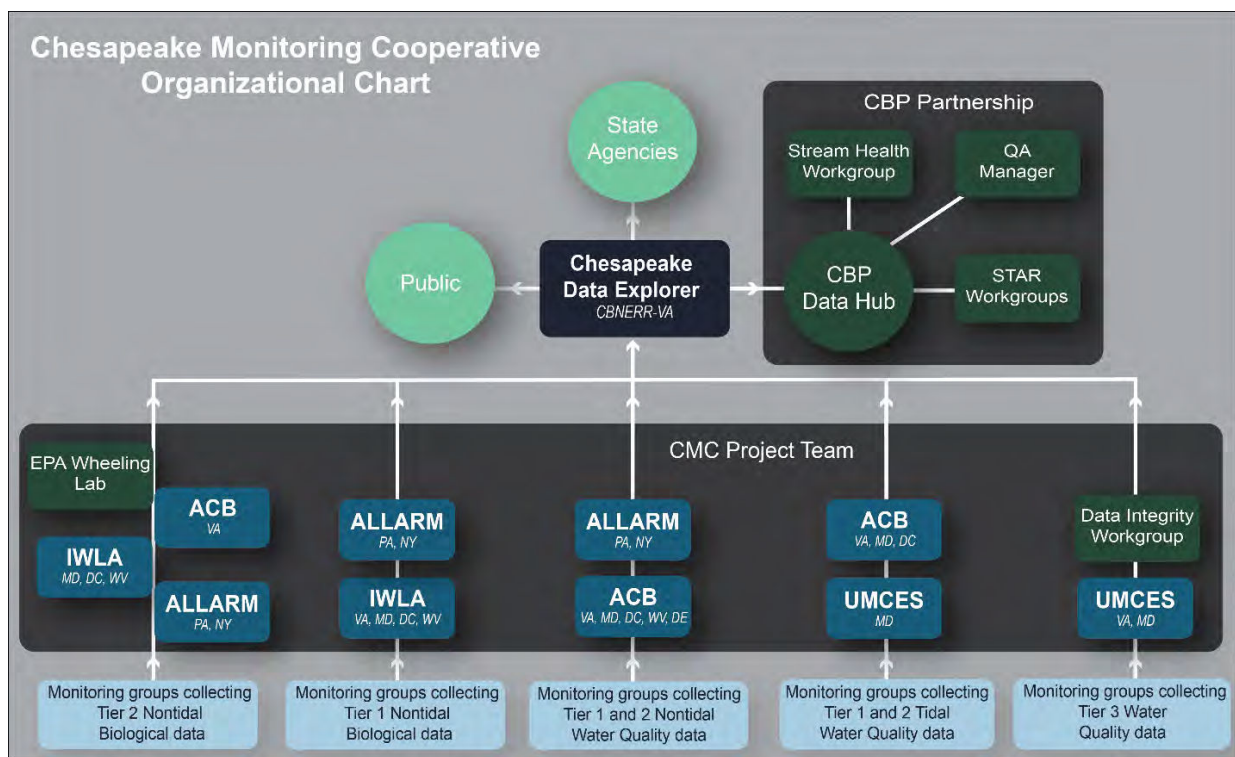 Chesapeake Monitoring Cooperative
Organizational Chart
State
Agencies
Public
Chesapeake
Data Explorer
CBNERR-VA
CBP Partnership
Stream Health
Workgroup
QA
Manager
CBP
Data Hub
STAR
Workgroups
CMC Project Team
EPA Wheeling
Lab
ACB
VA
IWLA
MD, DC, WV
ALLARM
PA, NY
ALLARM
PA, NY
IWLA
VA, MD, DC, WV
ALLARM
PA, NY
ACB
VA, MD, DC, WV, DE
ACB
VA, MD, DC
UMCES
MD
Data Integrity
Workgroup
UMCES
VA, MD
Monitoring groups collecting
Tier 2 Nontidal
Biological data
Monitoring groups collecting
Tier 1 Nontidal
Biological data
Monitoring groups collecting
Tier 1 and 2 Nontidal
Water Quality data
Monitoring groups collecting
Tier 1 and 2 Tidal
Water Quality data
Monitoring groups collecting
Tier 3 Water
Quality data